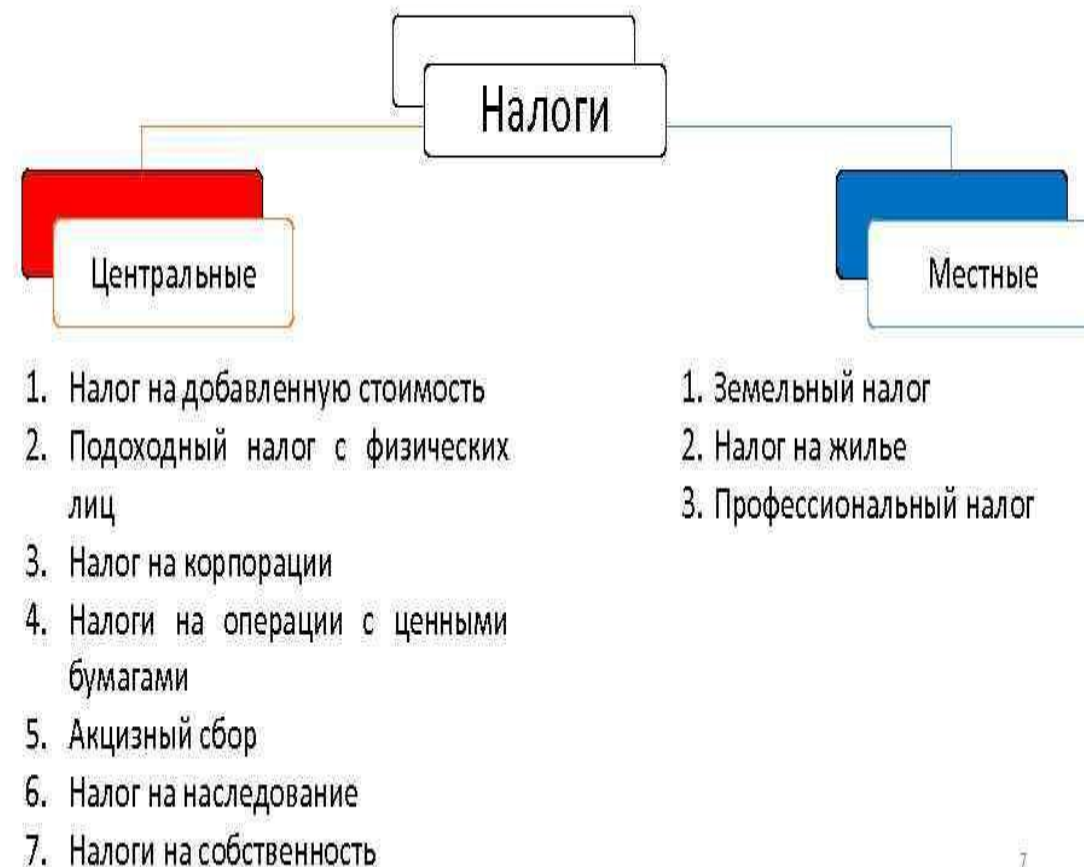 Налоги
Центральные
Местные
1. Налог на добавленную стоимость
2. Подоходный налог с физических
лиц
3. Налог на корпорации
4. Налоги на операции с ценными
бумагами
5. Акцизный сбор
6. Налог на наследование
7. Налоги на собственность
1. Земельный налог
2. Налог на жилье
3. Профессиональный налог
7